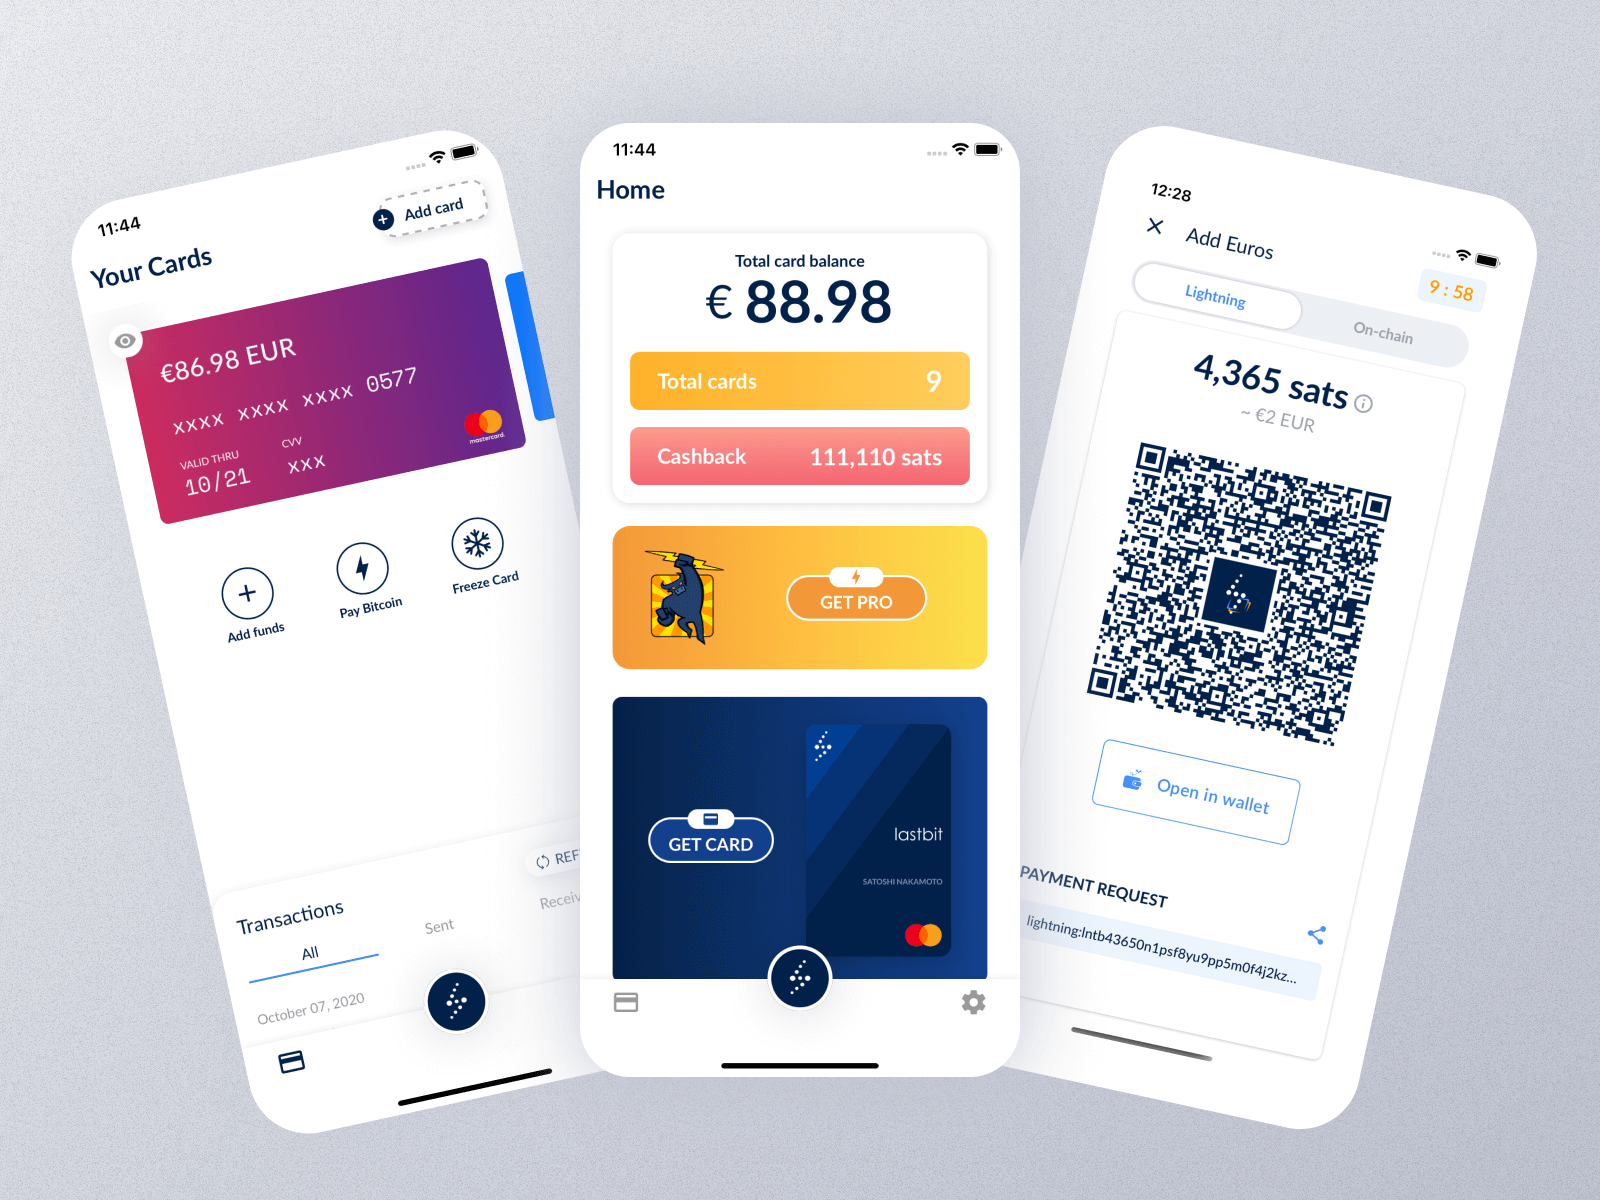 11:44
Add card
Your Cards
€86.98 EUR
xxxx xxxx xxxx 0577
VALID THRU
CVV
10/21
xxx
mastercard
Add funds
Pay Bitcoin
Freeze Card
REF
Transactions
All
Sent
Receiv
October 07, 2020
11:44
Home
Total card balance
€ 88.98
Total cards
9
Cashback
111,110 sats
GET PRO
GET CARD
lastbit
SATOSHI NAKAMOTO
12:28
Add Euros
9 : 58
Lightning
On-chain
4,365 sats
~ €2 EUR
Open in wallet
PAYMENT REQUEST
lightning:lntb43650n1psf8yu9pp5m0f4j2kz...